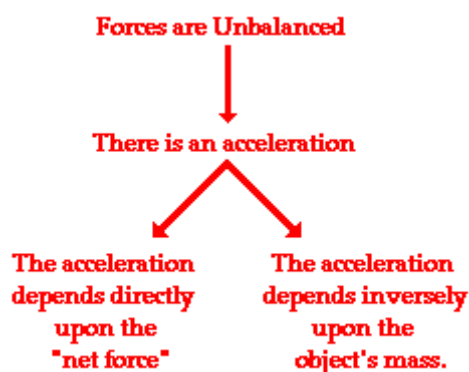 Forces are Unbalanced
There is an acceleration
The acceleration
depends directly
upon the
"net force"
The acceleration
depends inversely
upon the
object's mass.